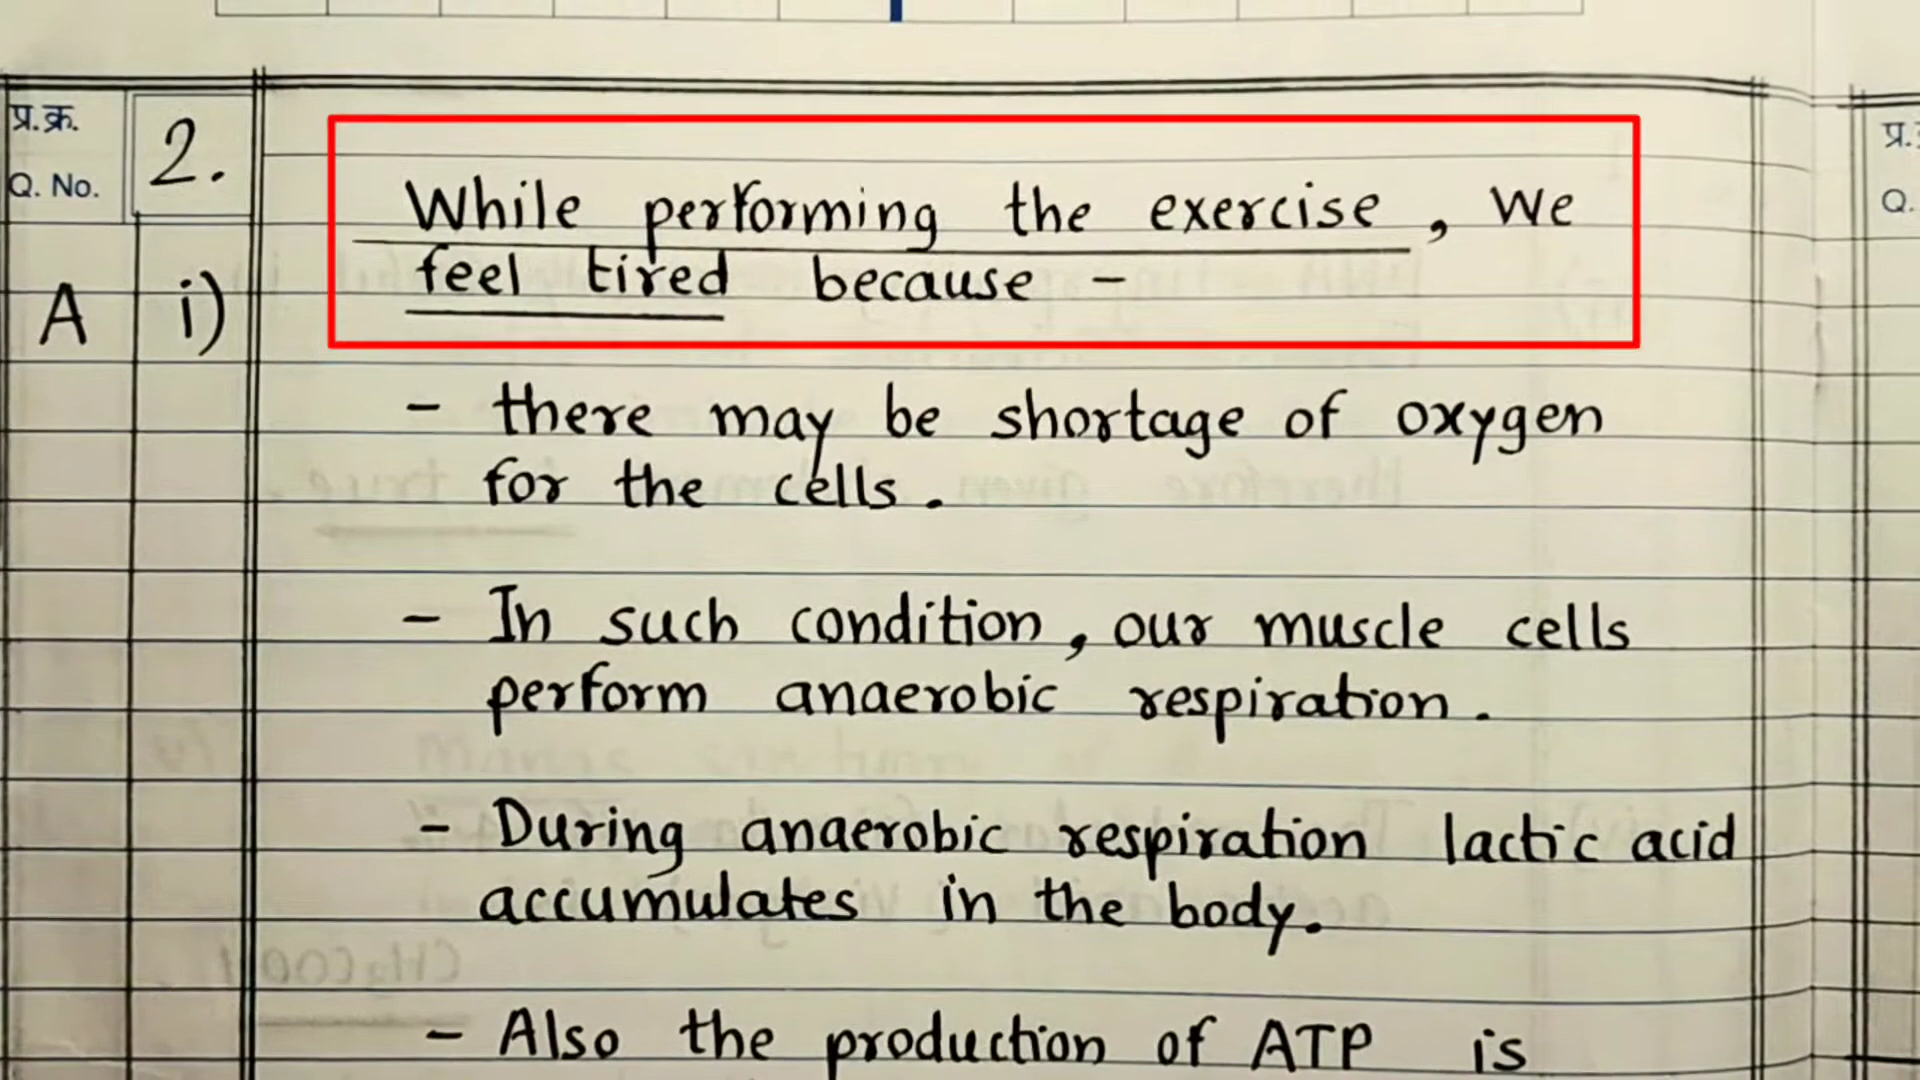 प्र.क्र.
Q. No.
2.
A i)
While performing the exercise, we
feel tired because -
- there may be shortage of oxygen
for the cells.
- In such condition, our muscle cells
perform anaerobic respiration.
- During anaerobic respiration lactic acid
accumulates in the body.
- Also the production of ATP is
प्र.
Q.